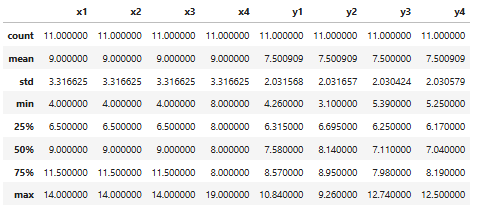 x1 x2 x3 x4 y1 y2 y3 y4
count 11.000000 11.000000 11.000000 11.000000 11.000000 11.000000 11.000000 11.000000
mean 9.000000 9.000000 9.000000 9.000000 7.500909 7.500909 7.500000 7.500909
std 3.316625 3.316625 3.316625 3.316625 2.031568 2.031657 2.030424 2.030579
min 4.000000 4.000000 4.000000 8.000000 4.260000 3.100000 5.390000 5.250000
25% 6.500000 6.500000 6.500000 8.000000 6.315000 6.695000 6.250000 6.170000
50% 9.000000 9.000000 9.000000 8.000000 7.580000 8.140000 7.110000 7.040000
75% 11.500000 11.500000 11.500000 8.000000 8.570000 8.950000 7.980000 8.190000
max 14.000000 14.000000 14.000000 19.000000 10.840000 9.260000 12.740000 12.500000